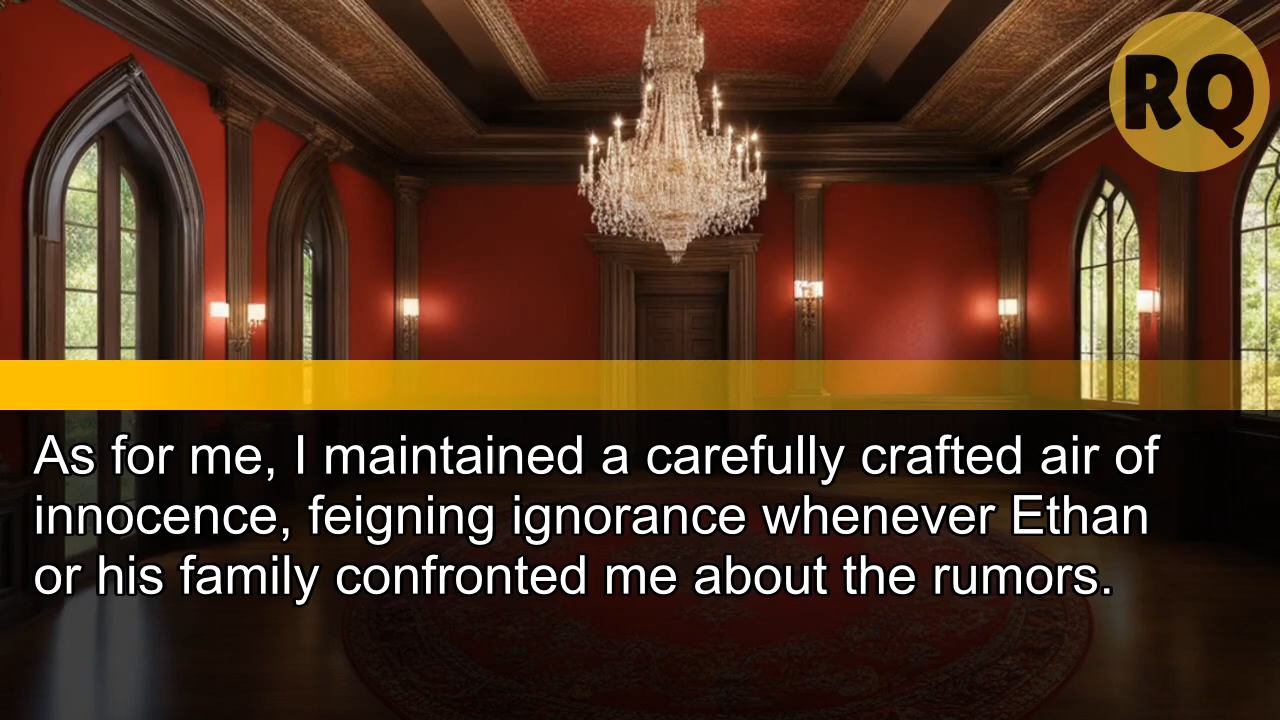 RQ
As for me, I maintained a carefully crafted air of
innocence, feigning ignorance whenever Ethan
or his family confronted me about the rumors.